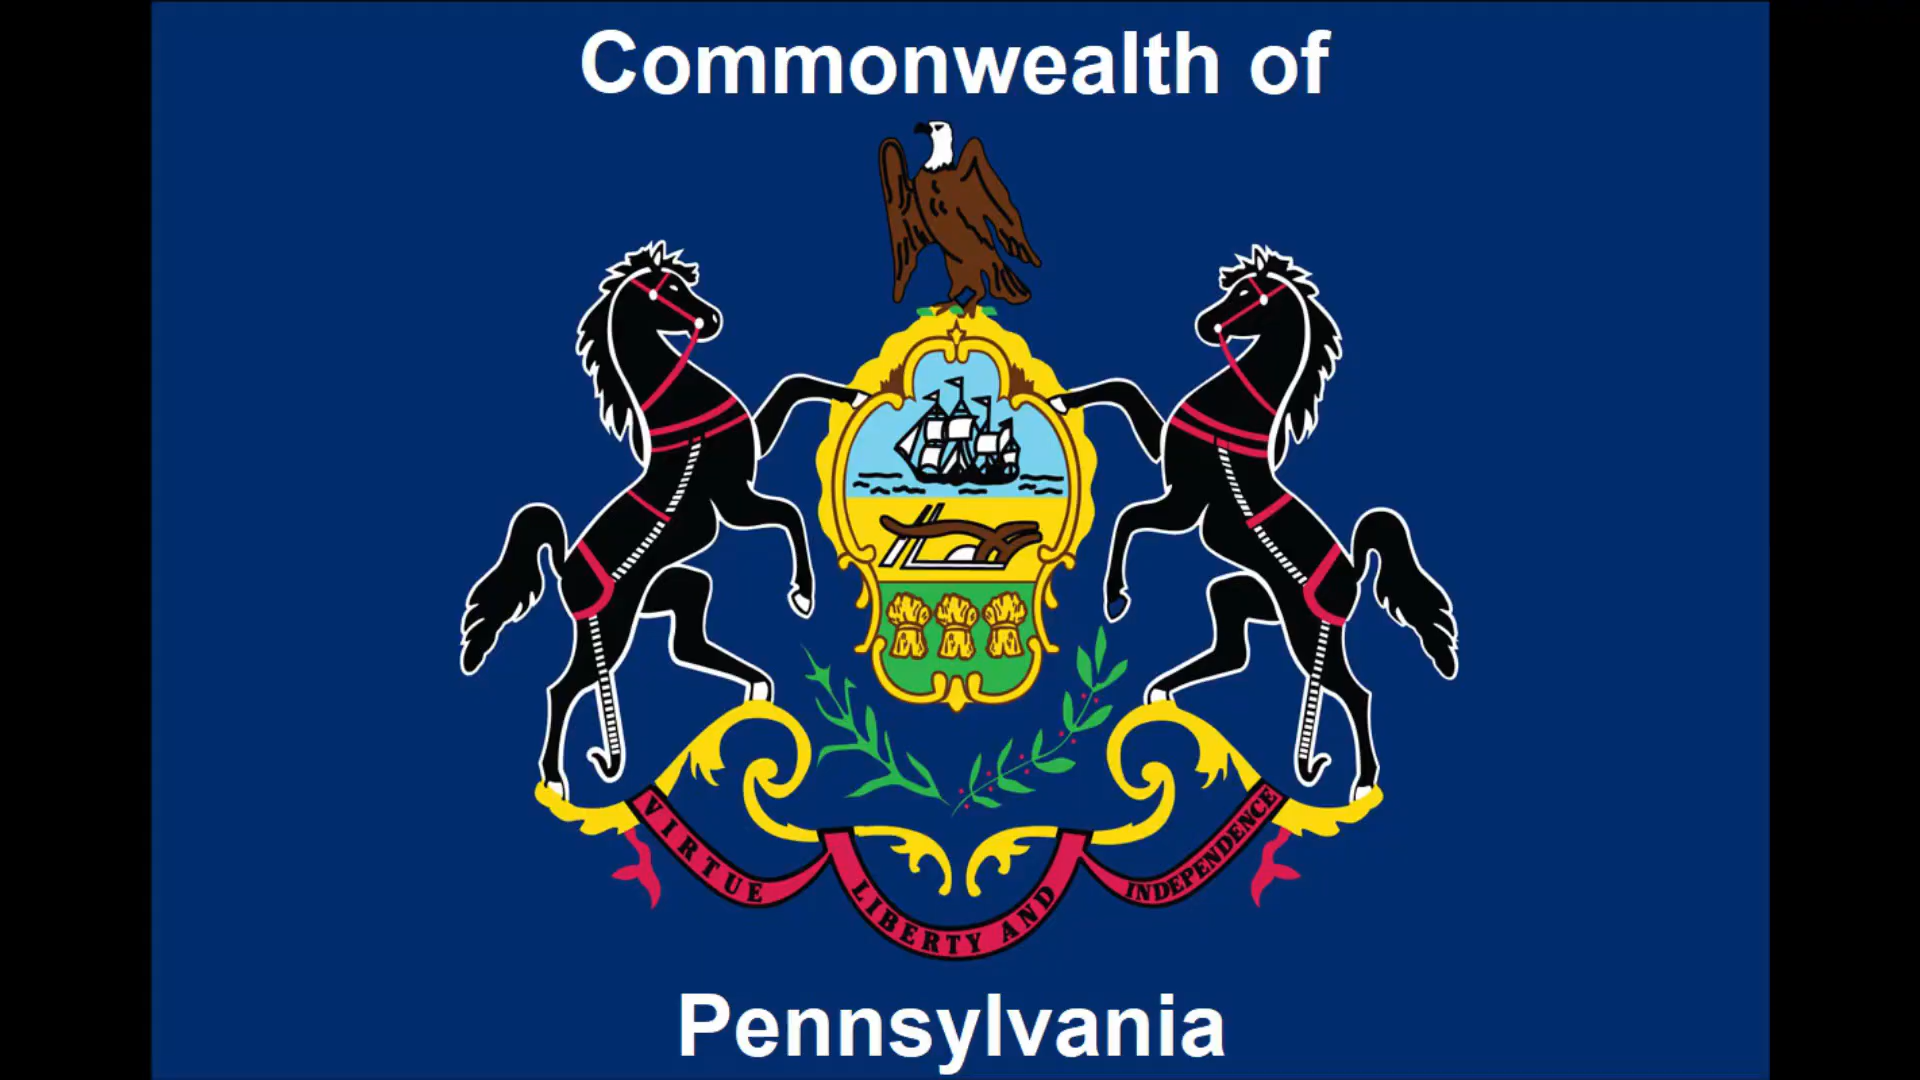 Commonwealth of
VIRTUE
LIBERTY AND
INDEPENDENCE
Pennsylvania